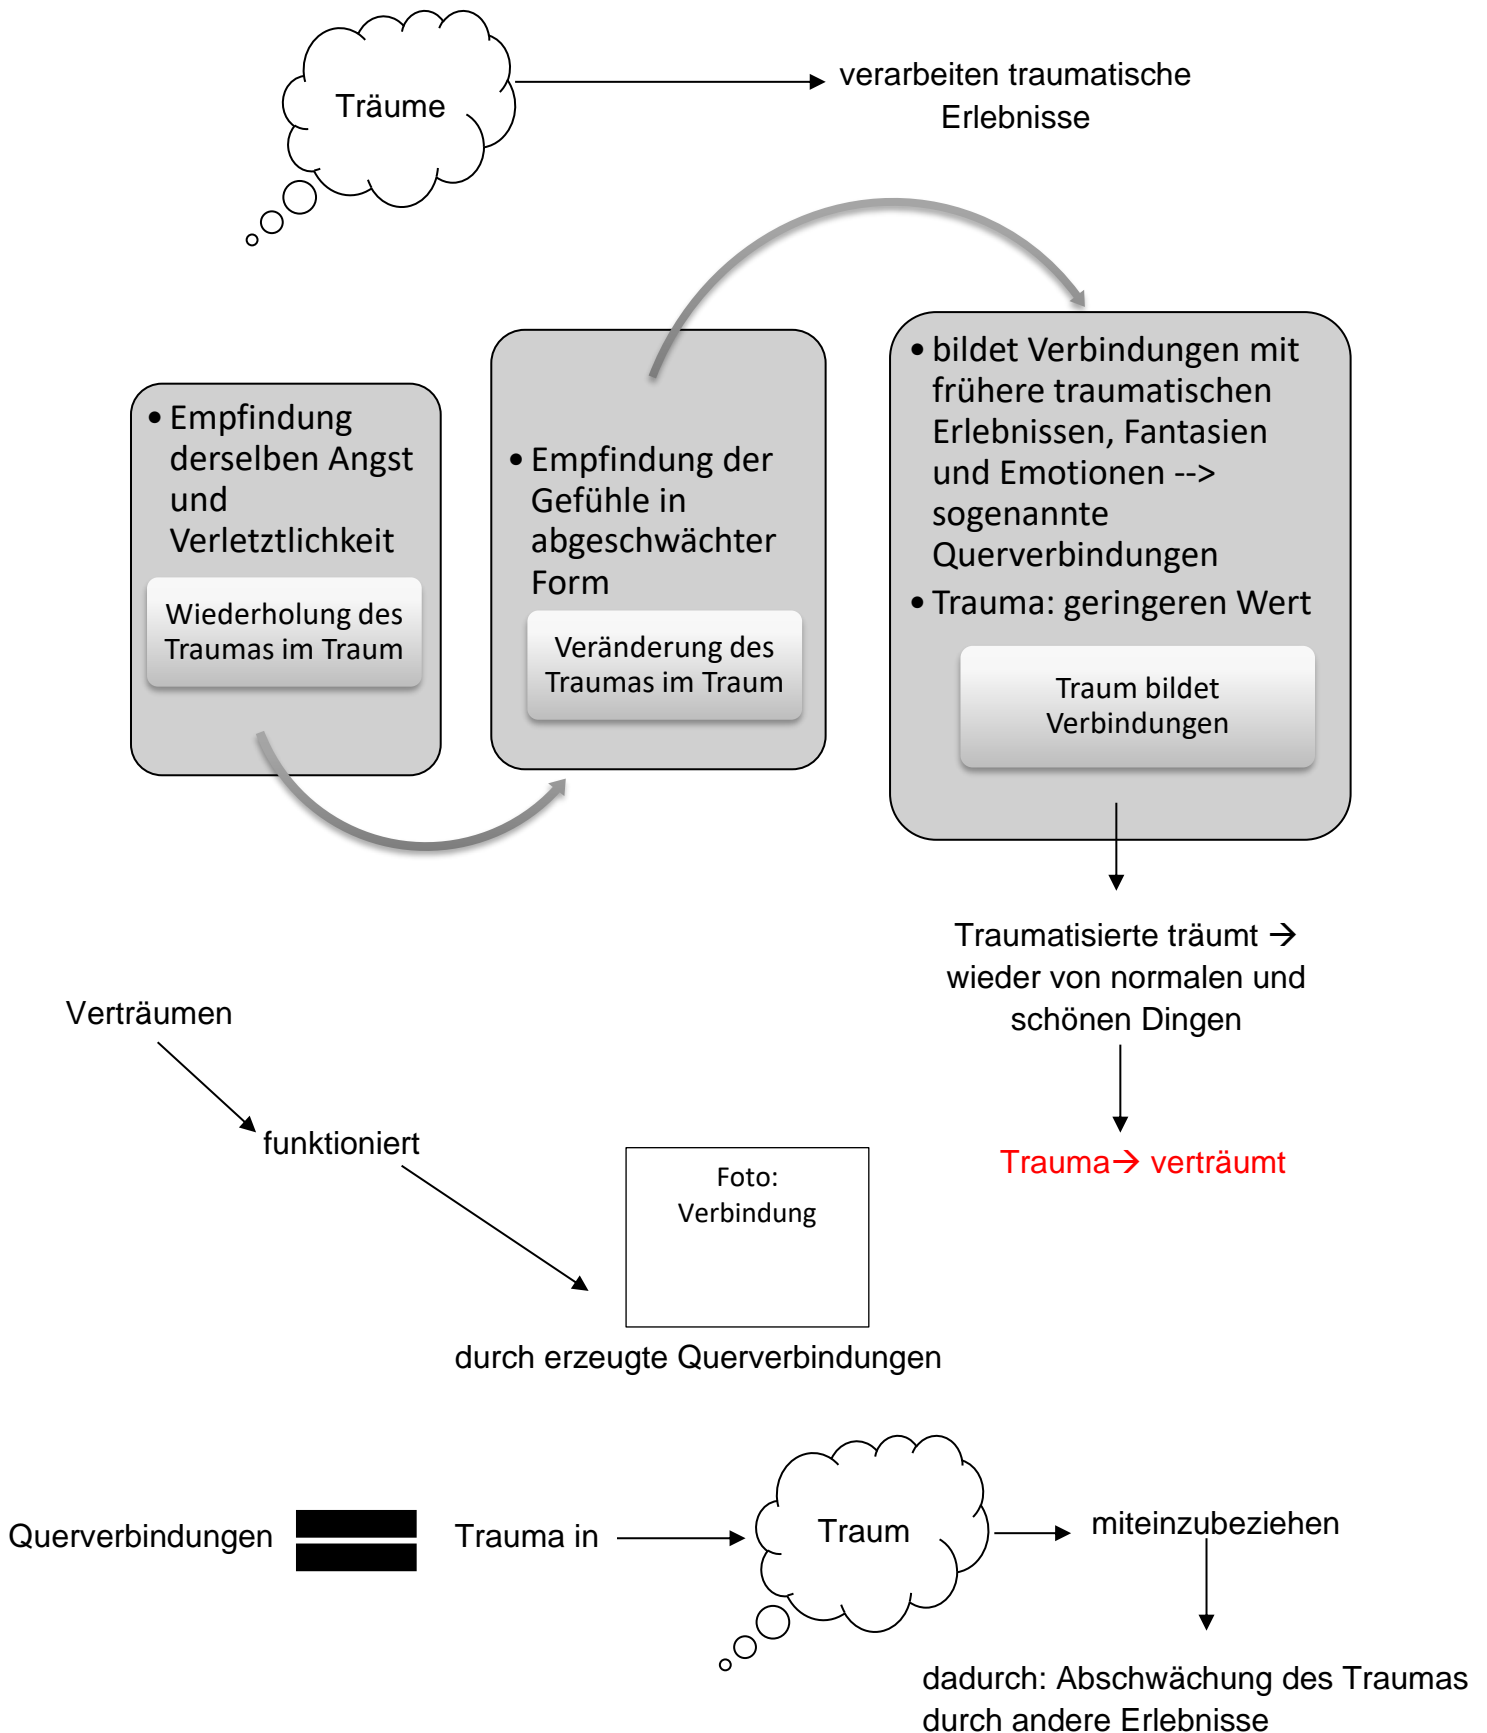 Träume
verarbeiten traumatische
Erlebnisse
• Empfindung
derselben Angst
und
Verletztlichkeit
Wiederholung des
Traumas im Traum
• Empfindung der
Gefühle in
abgeschwächter
Form
Veränderung des
Traumas im Traum
• bildet Verbindungen mit
frühere traumatischen
Erlebnissen, Fantasien
und Emotionen -->
sogenannte
Querverbindungen
• Trauma: geringeren Wert
Traum bildet
Verbindungen
Traumatisierte träumt →
wieder von normalen und
schönen Dingen
Trauma→ verträumt
Verträumen
funktioniert
Foto:
Verbindung
durch erzeugte Querverbindungen
Querverbindungen
Trauma in
Traum
miteinzubeziehen
dadurch: Abschwächung des Traumas
durch andere Erlebnisse